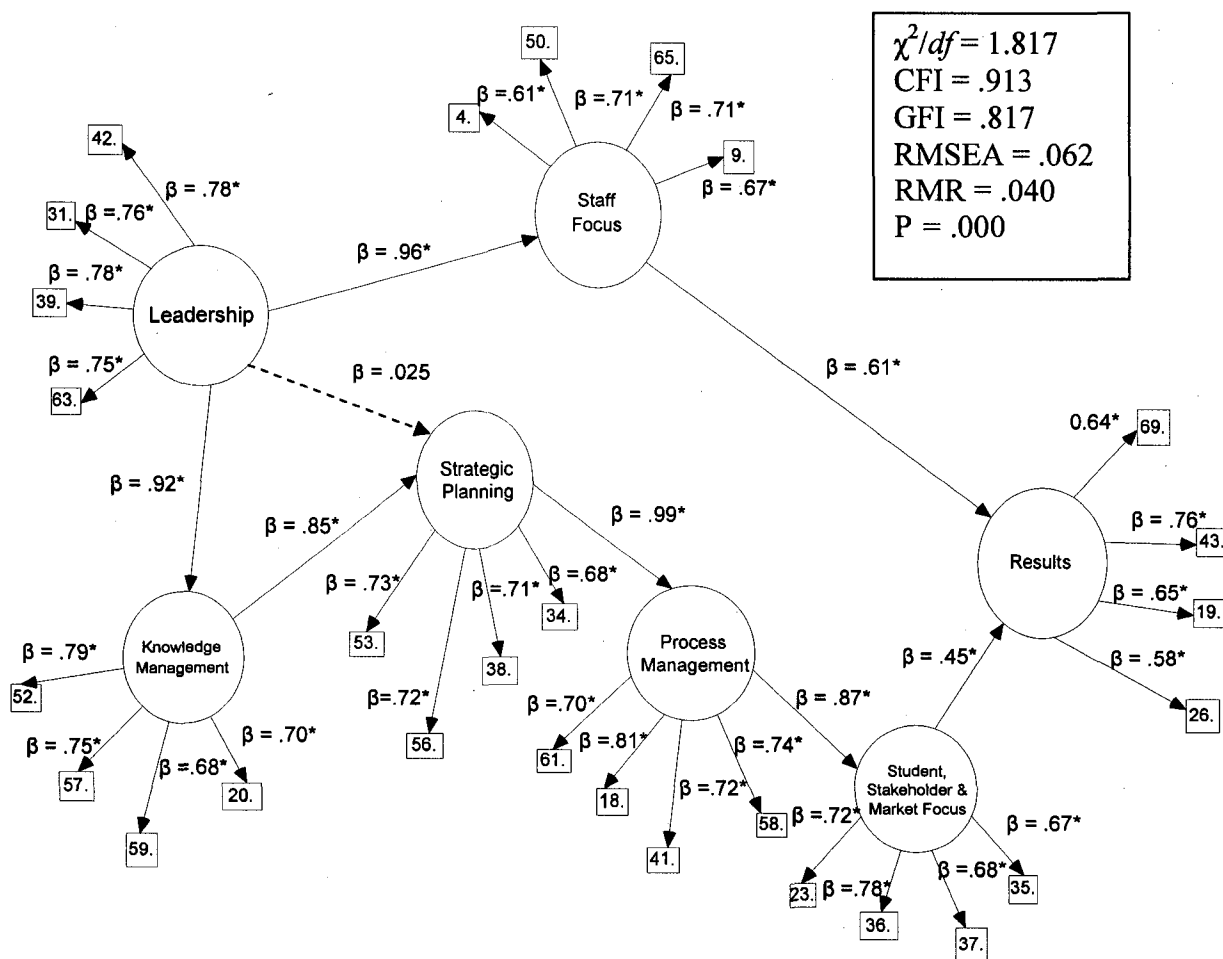 χ²/df = 1.817
CFI = .913
GFI = .817
RMSEA = .062
RMR = .040
P = .000
50.
65.
β =.61*
β =.71*
β =.71*
4.
9.
β = .67*
Staff
Focus
42.
β = .78*
31.
β =.76*
β = .78*
39.
β = .75*
63.
Leadership
β = .96*
β = .025
β = .61*
β = .92*
Strategic
Planning
β = .85*
β = .99*
β = .73*
β =.71*
β =.68*
53.
38.
34.
β=.72*
56.
0.64*
69.
β = .76*
43.
β = .65*
19.
β = .58*
26.
Results
Knowledge
Management
β = .79*
52.
β = .75*
57.
β =.68*
59.
β = .70*
20.
Process
Management
β = .45*
β = .87*
β = .70*
61.
β =.81*
18.
β =.72*
41.
β =.74*
58.
Student,
Stakeholder &
Market Focus
β =.72*
23.
β =.78*
36.
β =.68*
37.
β = .67*
35.